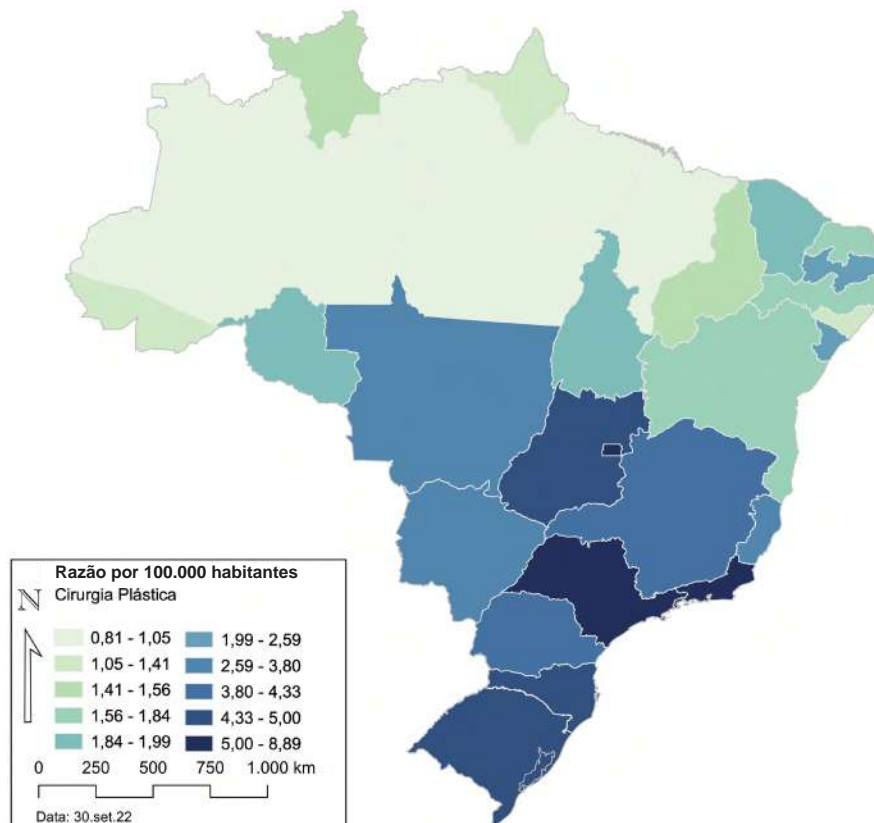 Razão por 100.000 habitantes
N Cirurgia Plástica
0,81 - 1,05
1,05 - 1,41
1,41 - 1,56
1,56 - 1,84
1,84 - 1,99
1,99 - 2,59
2,59 - 3,80
3,80 - 4,33
4,33 - 5,00
5,00 - 8,89
0 250 500 750 1.000 km
Data: 30.set.22